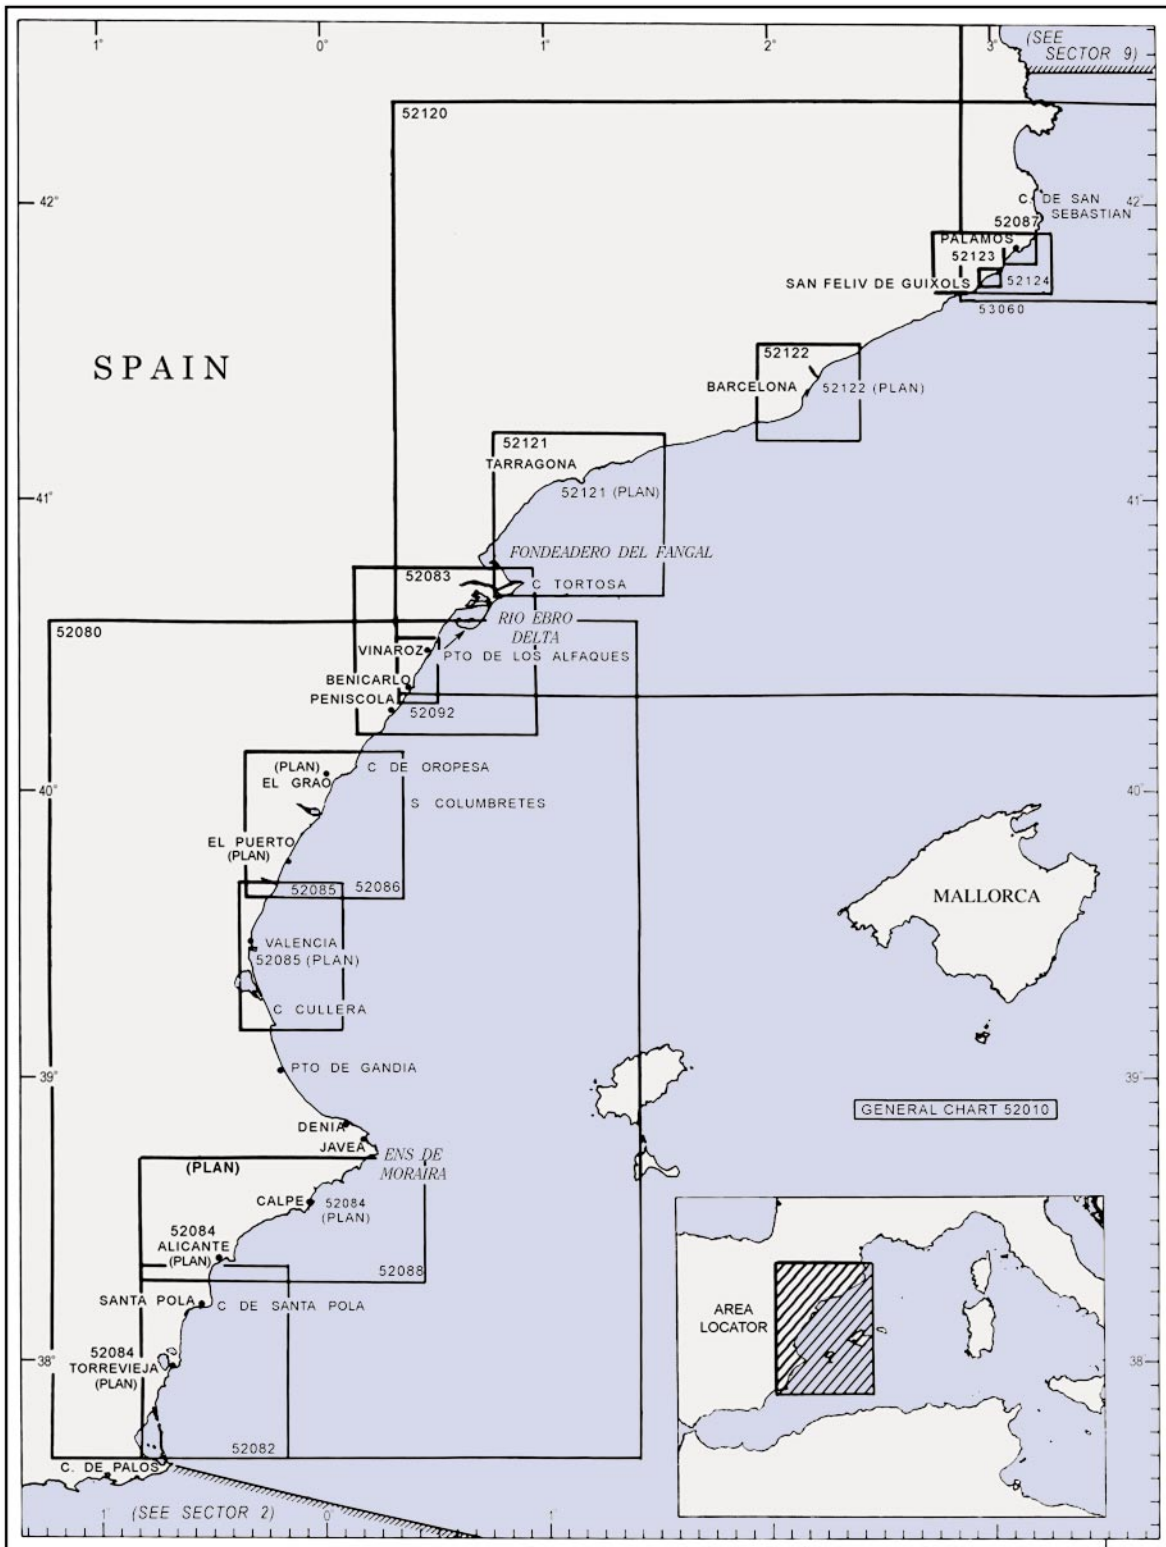 1°
0°
1°
2°
3°
(SEE
SECTOR 9)
52120
42°
42°
C. DE SAN
SEBASTIAN
52087
PALAMOS
52123
SAN FELIV DE GUIXOLS
52124
53060
SPAIN
52122
BARCELONA
52122 (PLAN)
52121
TARRAGONA
52121 (PLAN)
41°
41°
FONDEADERO DEL FANGAL
52083
C TORTOSA
RIO EBRO
DELTA
52080
VINAROZ
PTO DE LOS ALFAQUES
BENICARLO
PENISCOLA
52092
(PLAN)
EL GRAO
C DE OROPESA
40°
40°
S COLUMBRETES
EL PUERTO
(PLAN)
52085
52086
MALLORCA
VALENCIA
52085 (PLAN)
C CULLERA
PTO DE GANDIA
39°
39°
GENERAL CHART 52010
DENIA
JAVEA
ENS DE
MORAIRA
(PLAN)
CALPE
52084
(PLAN)
52084
ALICANTE
(PLAN)
52088
SANTA POLA
C DE SANTA POLA
AREA
LOCATOR
38°
38°
52084
TORREVIEJA
(PLAN)
52082
C. DE PALOS
(SEE SECTOR 2)
1°
0°
1°